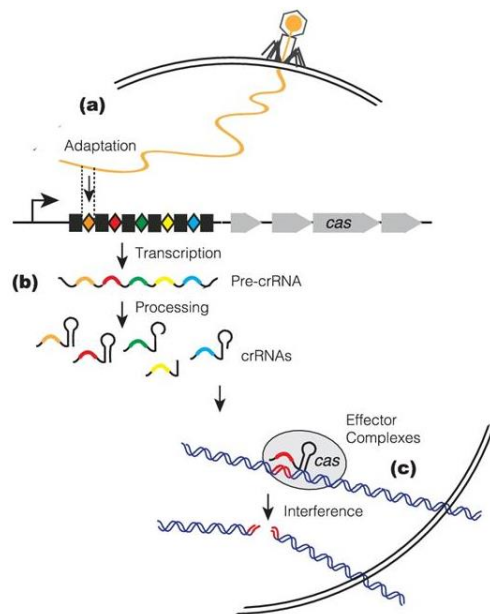 (a)
Adaptation
cas
Transcription
(b)
Pre-crRNA
Processing
crRNAs
Effector
Complexes
cas
(c)
Interference